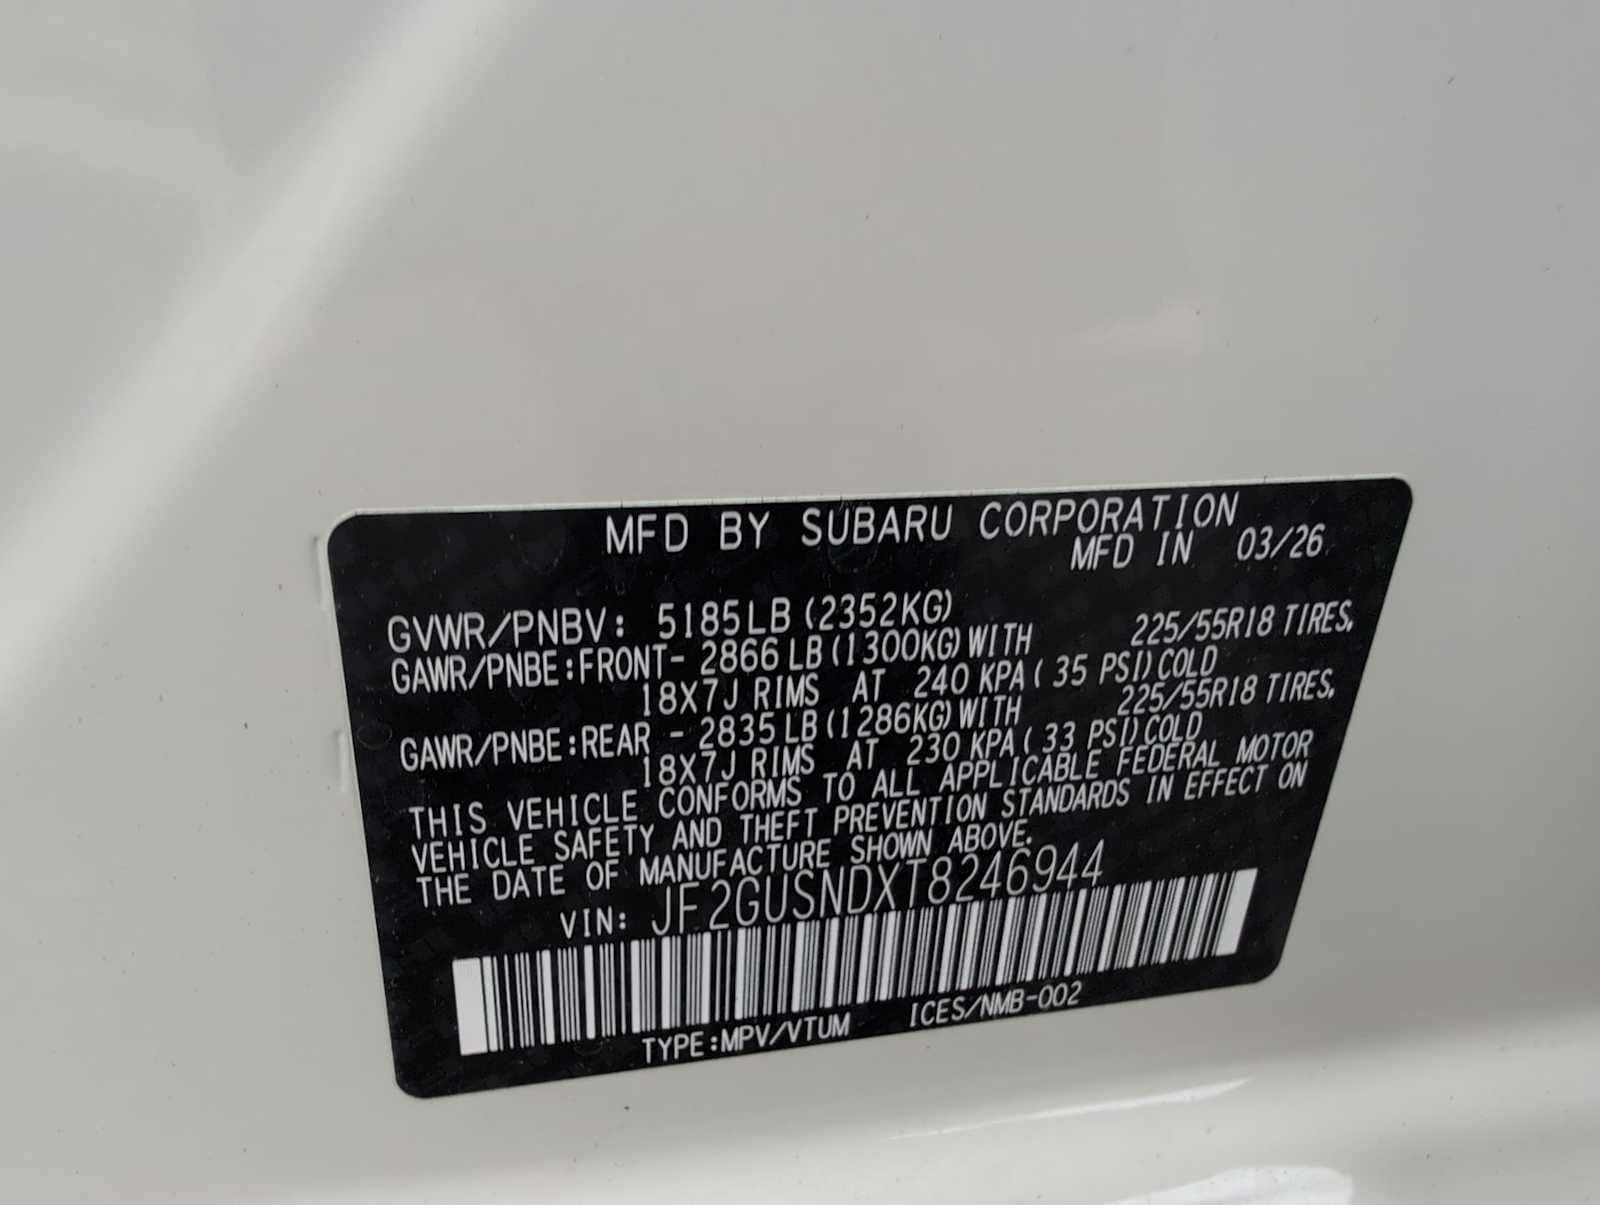 MFD BY SUBARU CORPORATION
MFD IN 03/26
GVWR/PNBV: 5185LB (2352KG)
GAWR/PNBE:FRONT- 2866 LB (1300KG) WITH 225/55R18 TIRES,
18X7J RIMS AT 240 KPA ( 35 PSI) COLD
GAWR/PNBE:REAR - 2835 LB (1286KG) WITH 225/55R18 TIRES,
18X7J RIMS AT 230 KPA ( 33 PSI) COLD
THIS VEHICLE CONFORMS TO ALL APPLICABLE FEDERAL MOTOR
VEHICLE SAFETY AND THEFT PREVENTION STANDARDS IN EFFECT ON
THE DATE OF MANUFACTURE SHOWN ABOVE.
VIN: JF2GUSNDXT8246944
TYPE:MPV/VTUM ICES/NMB-002